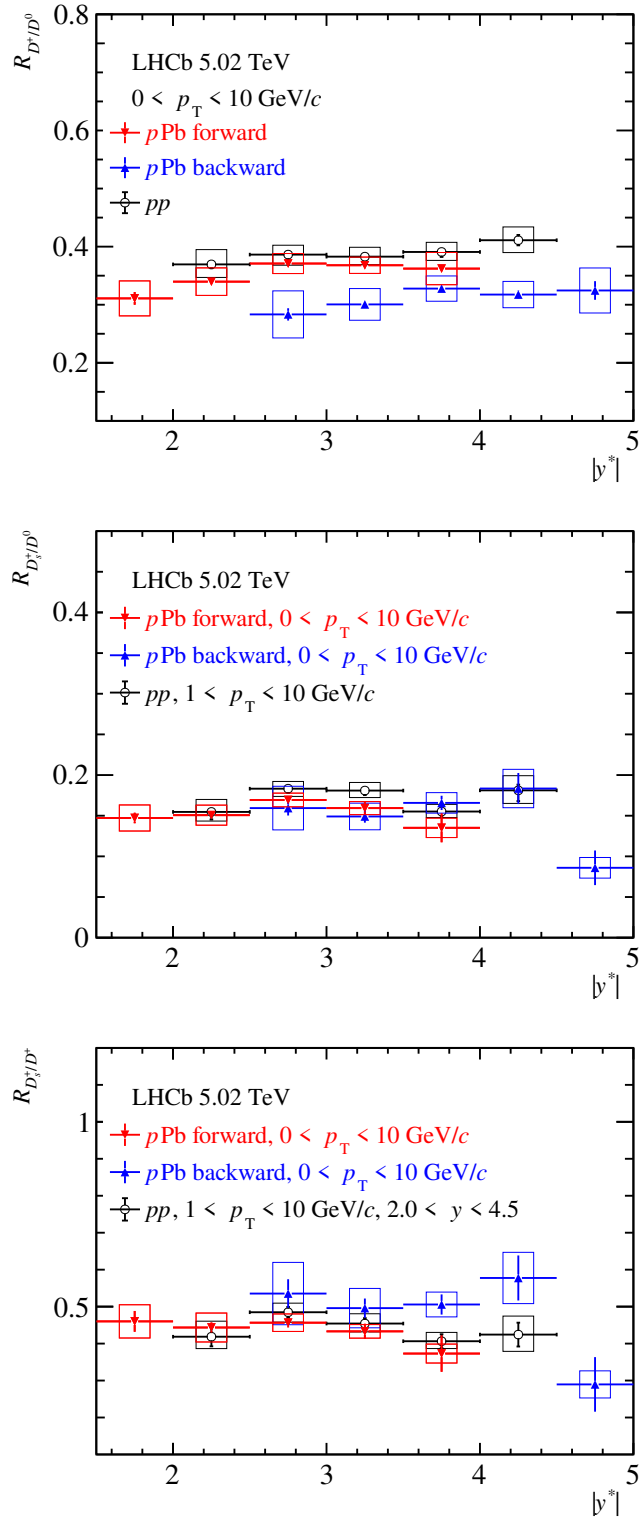 R_{D^+/D^0}
0.8
LHCb 5.02 TeV
0 < p_T < 10 GeV/c
pPb forward
0.6
pPb backward
pp
0.4
0.2
2 3 4 5
|y^*|
R_{D_s^+/D^0}
LHCb 5.02 TeV
0.4
pPb forward, 0 < p_T < 10 GeV/c
pPb backward, 0 < p_T < 10 GeV/c
pp, 1 < p_T < 10 GeV/c
0.2
0
2 3 4 5
|y^*|
R_{D_s^+/D^+}
LHCb 5.02 TeV
1
pPb forward, 0 < p_T < 10 GeV/c
pPb backward, 0 < p_T < 10 GeV/c
pp, 1 < p_T < 10 GeV/c, 2.0 < y < 4.5
0.5
2 3 4 5
|y^*|